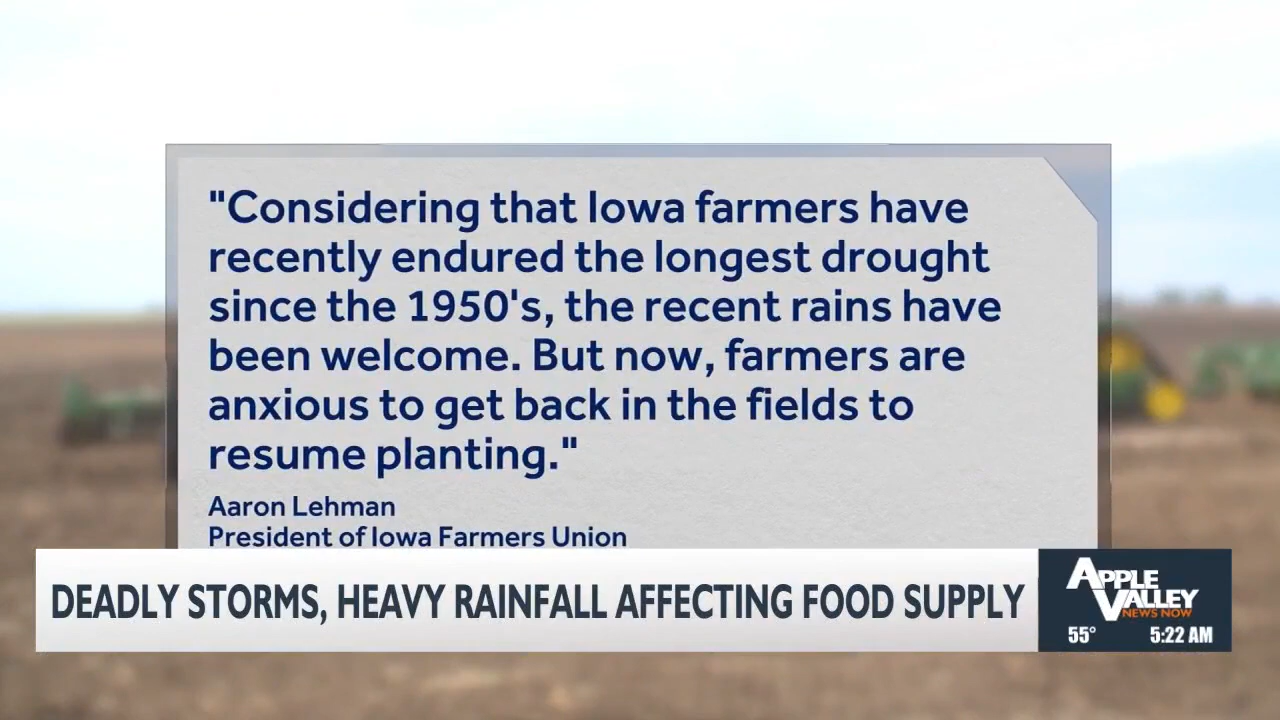 "Considering that Iowa farmers have
recently endured the longest drought
since the 1950's, the recent rains have
been welcome. But now, farmers are
anxious to get back in the fields to
resume planting."
Aaron Lehman
President of Iowa Farmers Union
DEADLY STORMS, HEAVY RAINFALL AFFECTING FOOD SUPPLY
APPLE
VALLEY
NEWS NOW
55° 5:22 AM